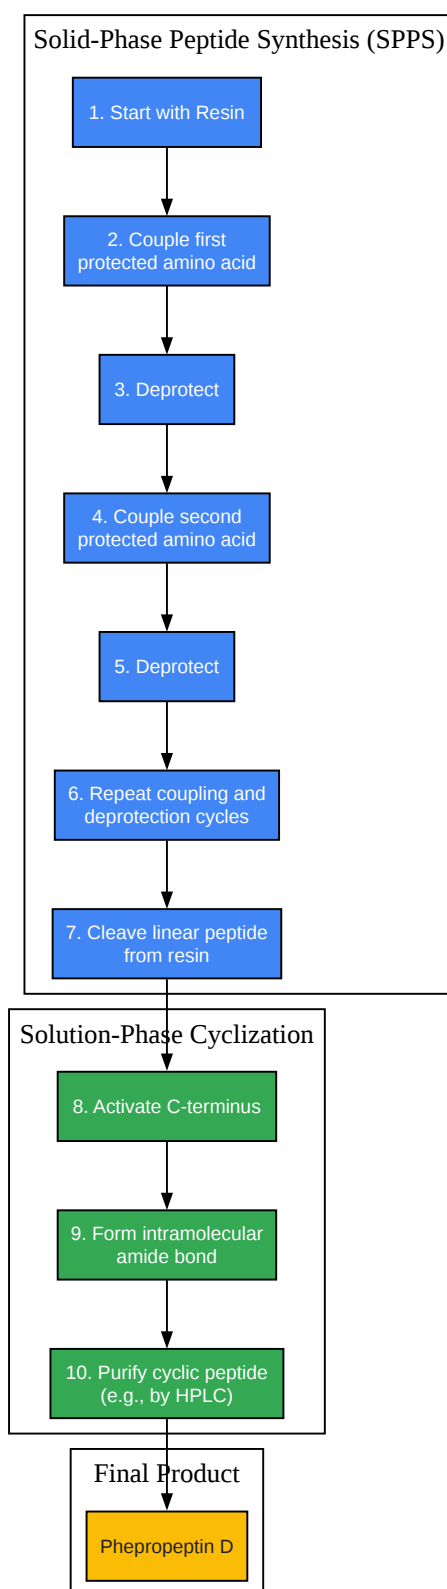 Solid-Phase Peptide Synthesis (SPPS)
1. Start with Resin
2. Couple first
protected amino acid
3. Deprotect
4. Couple second
protected amino acid
5. Deprotect
6. Repeat coupling and
deprotection cycles
7. Cleave linear peptide
from resin
Solution-Phase Cyclization
8. Activate C-terminus
9. Form intramolecular
amide bond
10. Purify cyclic peptide
(e.g., by HPLC)
Final Product
Phepropeptin D